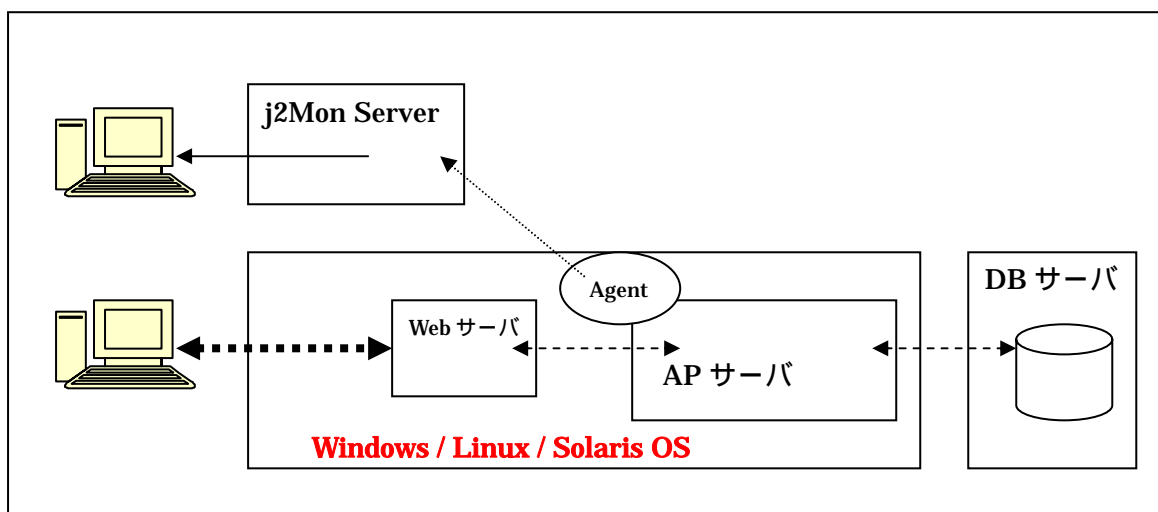 j2Mon Server
Agent
DB サーバ
Web サーバ
AP サーバ
Windows / Linux / Solaris OS